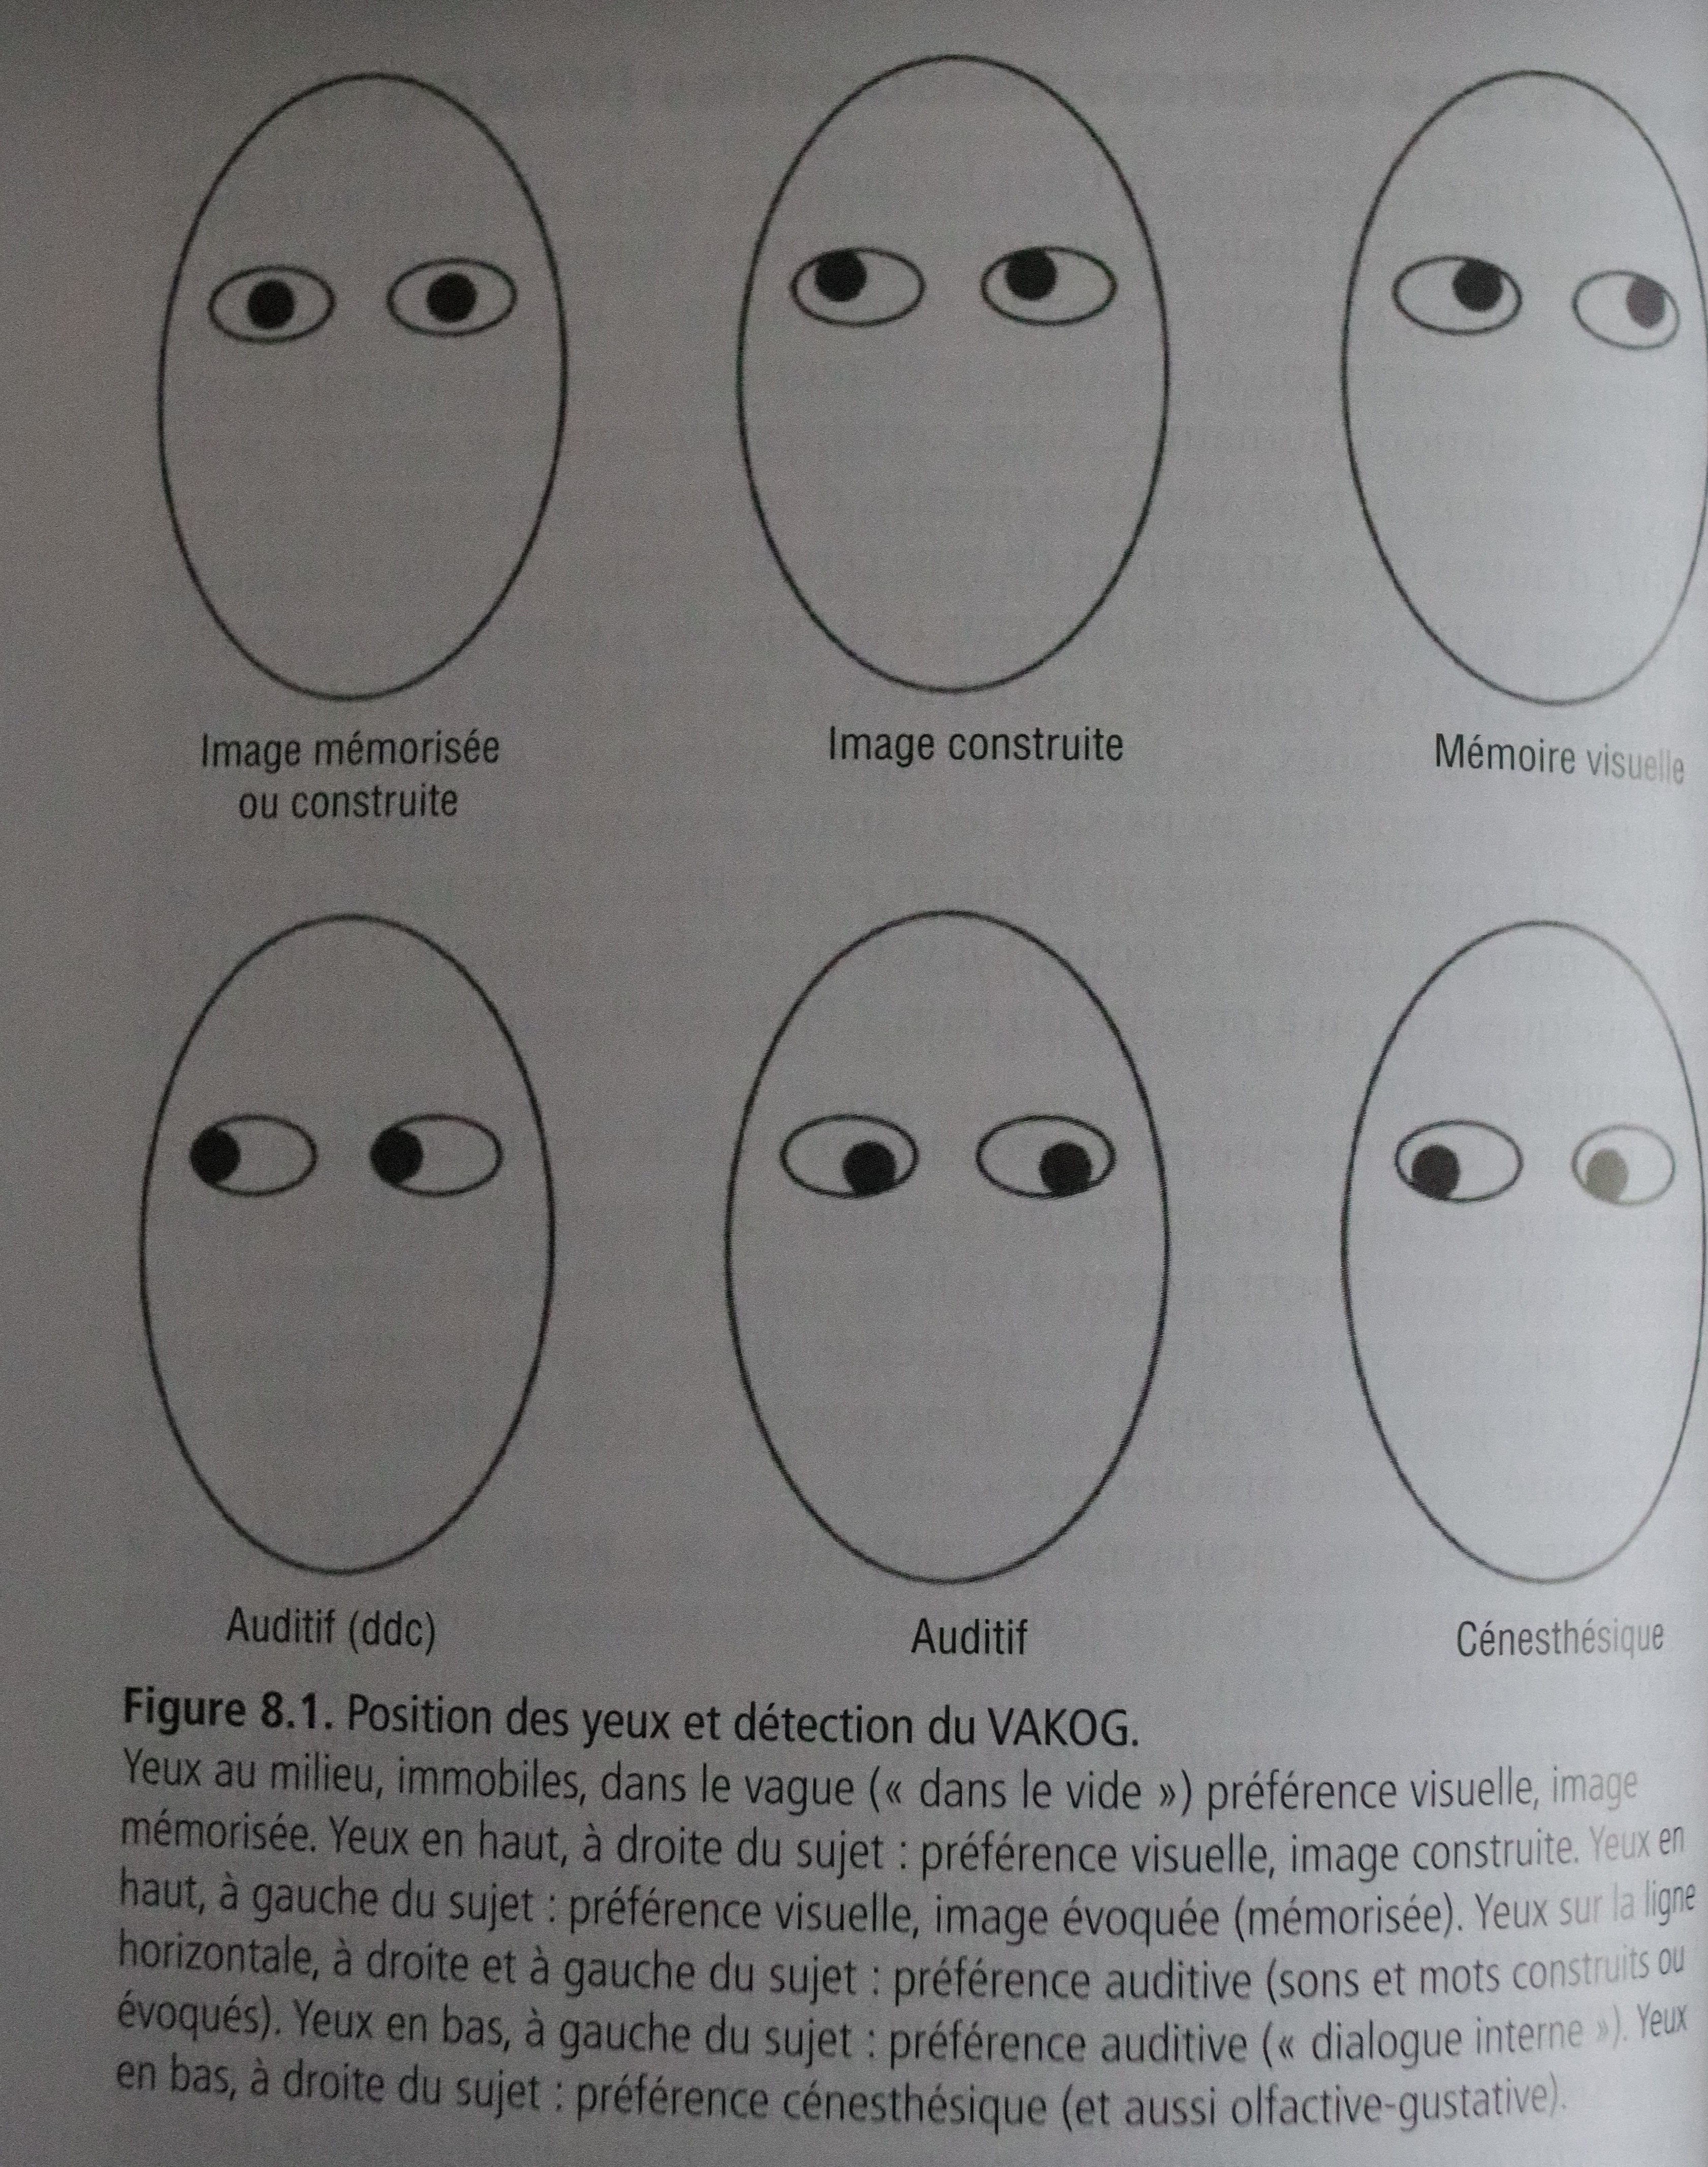 Image mémorisée
ou construite
Image construite
Mémoire visuelle
Auditif (ddc)
Auditif
Cénesthésique
Figure 8.1. Position des yeux et détection du VAKOG.
Yeux au milieu, immobiles, dans le vague (« dans le vide ») préférence visuelle, image
mémorisée. Yeux en haut, à droite du sujet : préférence visuelle, image construite. Yeux en
haut, à gauche du sujet : préférence visuelle, image évoquée (mémorisée). Yeux sur la ligne
horizontale, à droite et à gauche du sujet : préférence auditive (sons et mots construits ou
évoqués). Yeux en bas, à gauche du sujet : préférence auditive (« dialogue interne »). Yeux
en bas, à droite du sujet : préférence cénesthésique (et aussi olfactive-gustative).